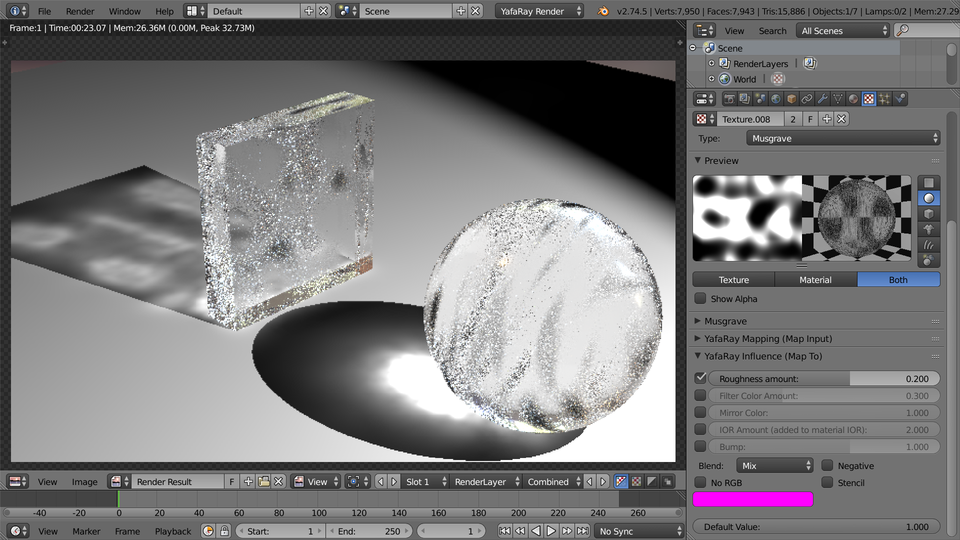 File Render Window Help Default Scene YafaRay Render v2.74.5 | Verts:7,950 | Faces:7,943 | Tris:15,886 | Objects:1/7 | Lamps:0/2 | Mem:27.29
Frame:1 | Time:00:23.07 | Mem:26.36M (0.00M, Peak 32.73M)
View Search All Scenes
Scene
RenderLayers
World
Texture.008 2 F
Type: Musgrave
Preview
Texture Material Both
Show Alpha
Musgrave
YafaRay Mapping (Map Input)
YafaRay Influence (Map To)
Roughness amount: 0.200
Filter Color Amount: 0.300
Mirror Color: 1.000
IOR Amount (added to material IOR): 2.000
Bump: 1.000
Blend: Mix Negative
No RGB Stencil
Default Value: 1.000
View Image Render Result F View Slot 1 RenderLayer Combined
-40 -20 0 20 40 60 80 100 120 140 160 180 200 220 240 260
View Marker Frame Playback Start: 1 End: 250 1 No Sync